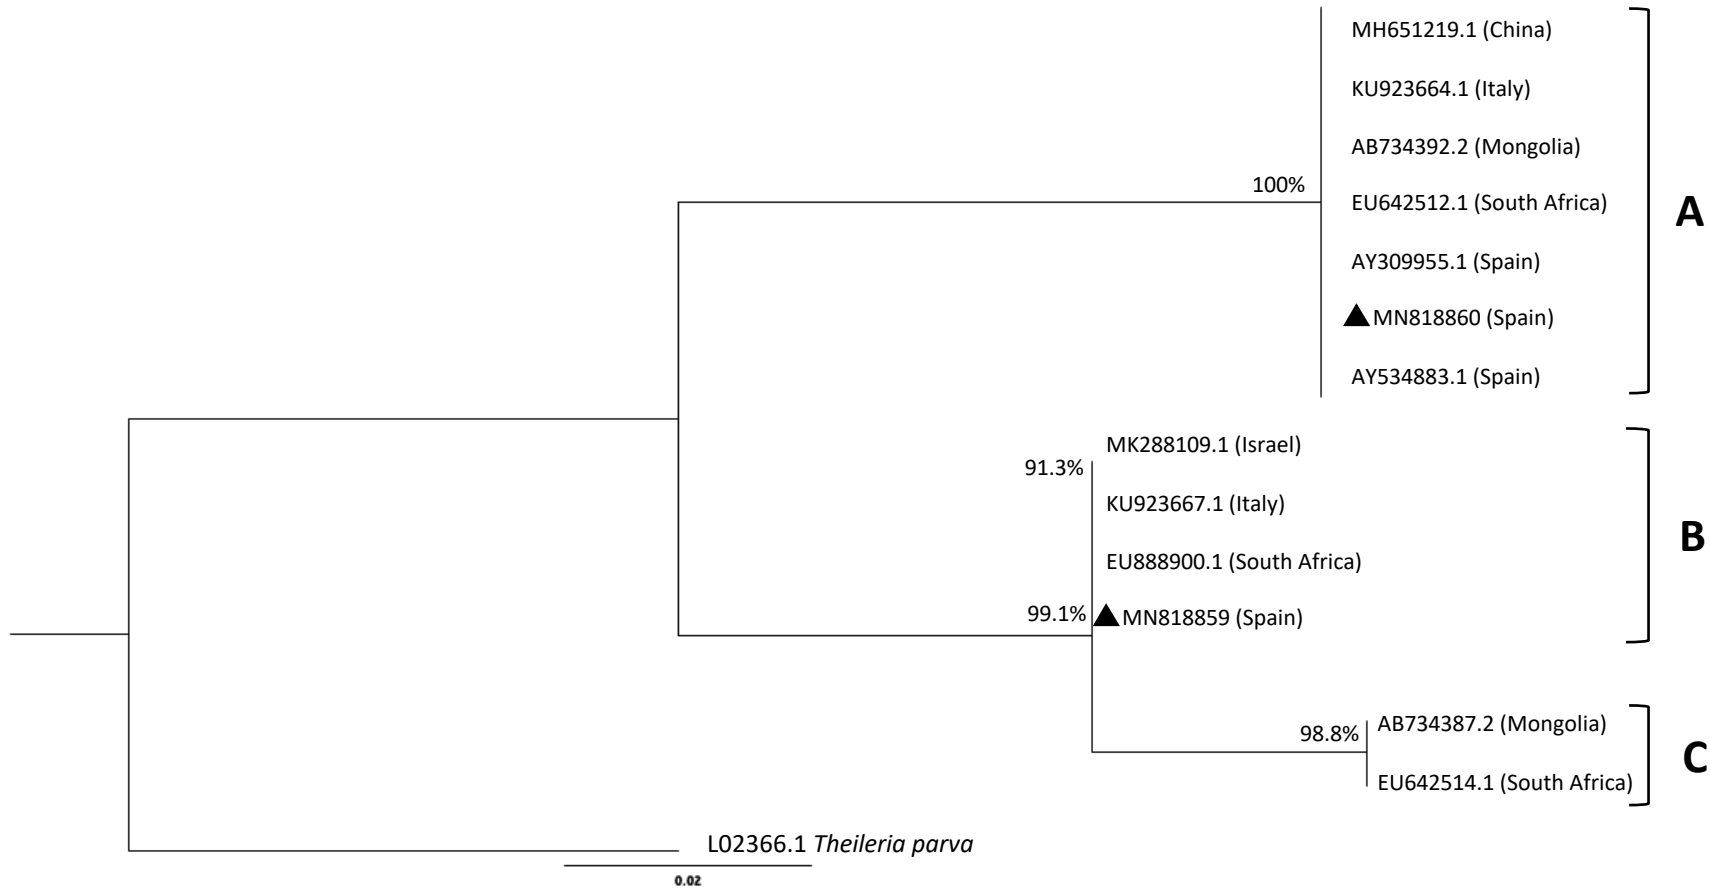 MH651219.1 (China)
KU923664.1 (Italy)
AB734392.2 (Mongolia)
100%
EU642512.1 (South Africa)
A
AY309955.1 (Spain)
MN818860 (Spain)
AY534883.1 (Spain)
MK288109.1 (Israel)
91.3%
KU923667.1 (Italy)
B
EU888900.1 (South Africa)
99.1%
MN818859 (Spain)
AB734387.2 (Mongolia)
98.8%
C
EU642514.1 (South Africa)
L02366.1 Theileria parva
0.02